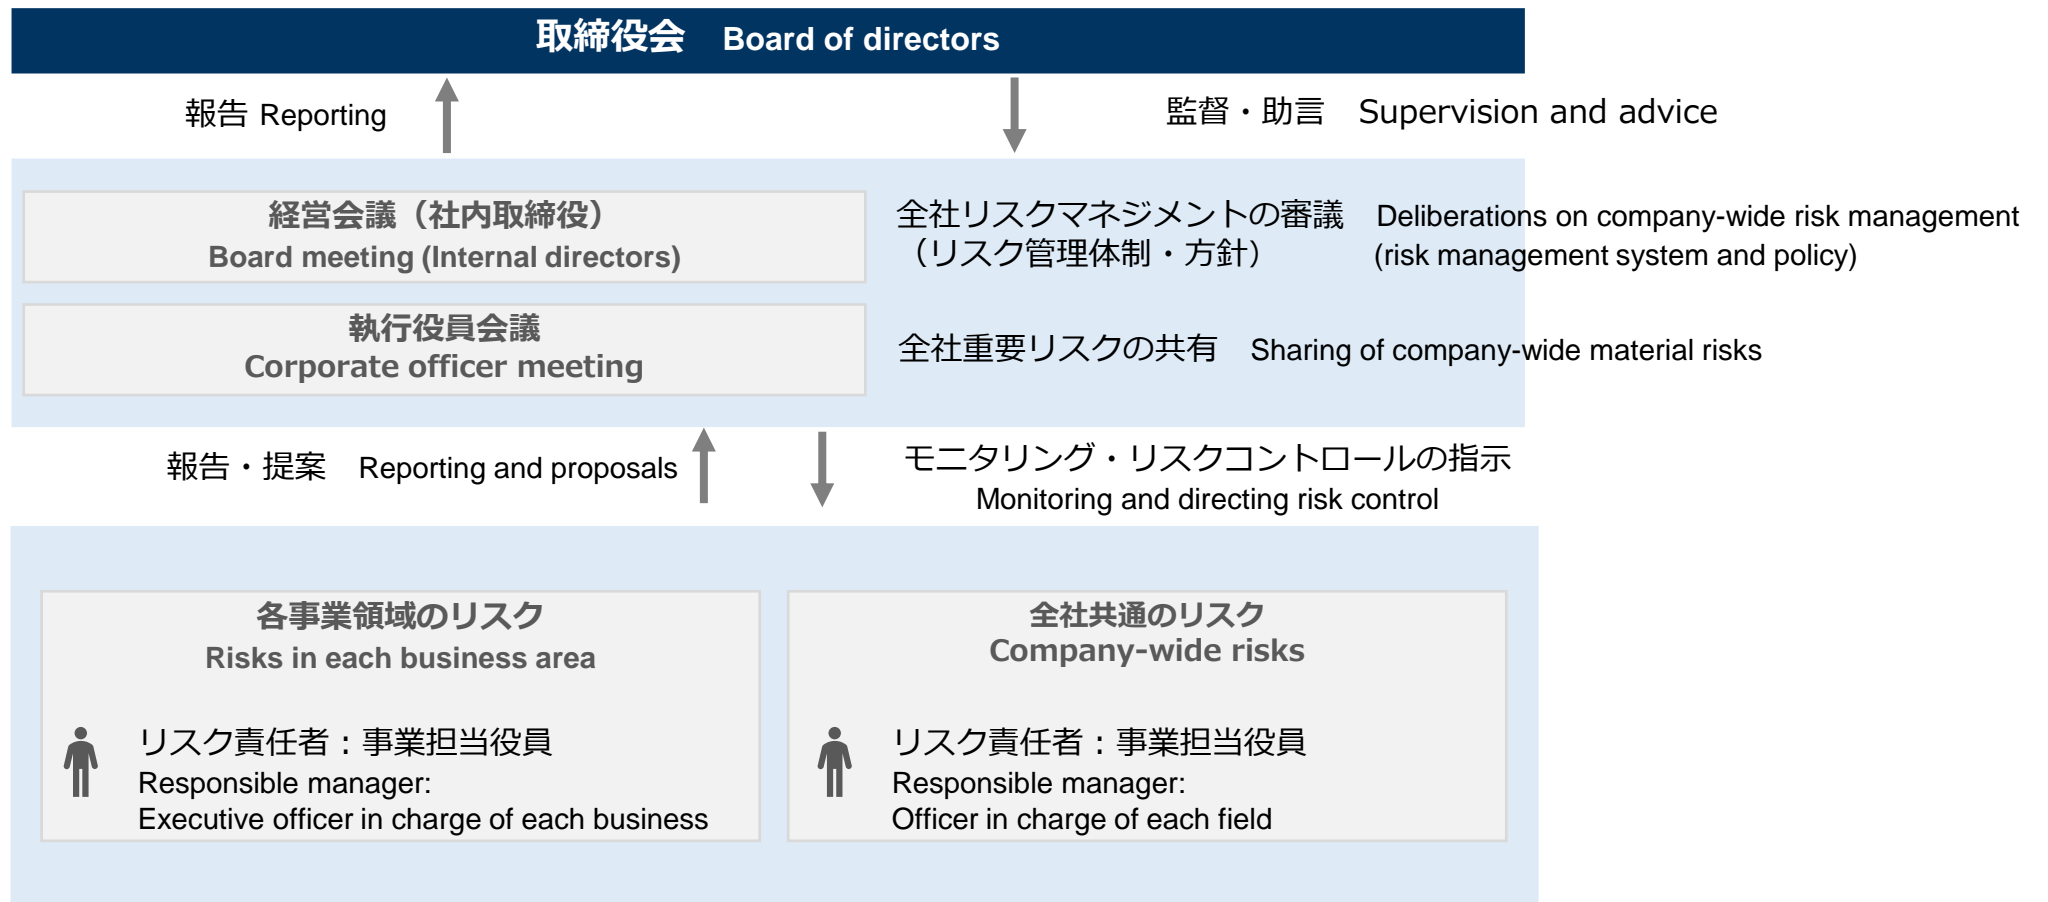 取締役会 Board of directors
報告 Reporting
監督・助言 Supervision and advice
経営会議（社内取締役）
Board meeting (Internal directors)
全社リスクマネジメントの審議 Deliberations on company-wide risk management
（リスク管理体制・方針） (risk management system and policy)
執行役員会議
Corporate officer meeting
全社重要リスクの共有 Sharing of company-wide material risks
報告・提案 Reporting and proposals
モニタリング・リスクコントロールの指示
Monitoring and directing risk control
各事業領域のリスク
Risks in each business area
リスク責任者：事業担当役員
Responsible manager:
Executive officer in charge of each business
全社共通のリスク
Company-wide risks
リスク責任者：事業担当役員
Responsible manager:
Officer in charge of each field